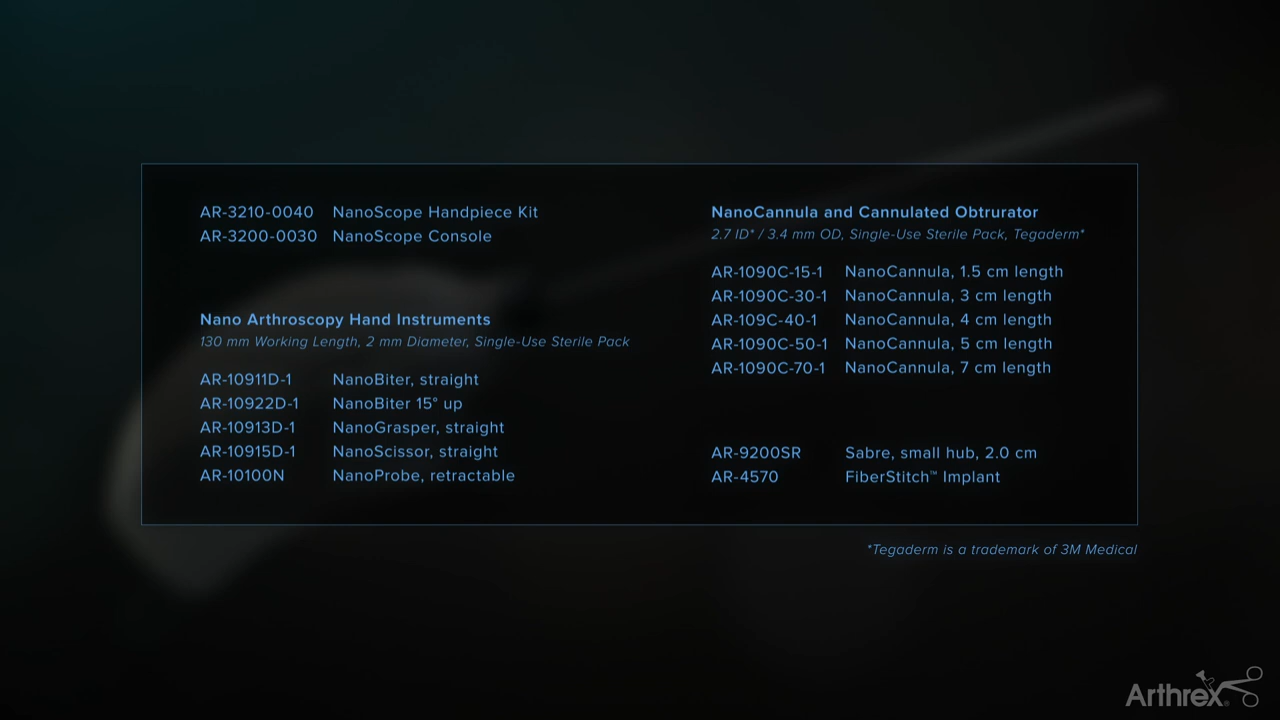 AR-3210-0040 NanoScope Handpiece Kit
AR-3200-0030 NanoScope Console
Nano Arthroscopy Hand Instruments
130 mm Working Length, 2 mm Diameter, Single-Use Sterile Pack
AR-10911D-1 NanoBiter, straight
AR-10922D-1 NanoBiter 15° up
AR-10913D-1 NanoGrasper, straight
AR-10915D-1 NanoScissor, straight
AR-10100N NanoProbe, retractable
NanoCannula and Cannulated Obtrurator
2.7 ID* / 3.4 mm OD, Single-Use Sterile Pack, Tegaderm*
AR-1090C-15-1 NanoCannula, 1.5 cm length
AR-1090C-30-1 NanoCannula, 3 cm length
AR-109C-40-1 NanoCannula, 4 cm length
AR-1090C-50-1 NanoCannula, 5 cm length
AR-1090C-70-1 NanoCannula, 7 cm length
AR-9200SR Sabre, small hub, 2.0 cm
AR-4570 FiberStitch™ Implant
*Tegaderm is a trademark of 3M Medical
Arthrex®